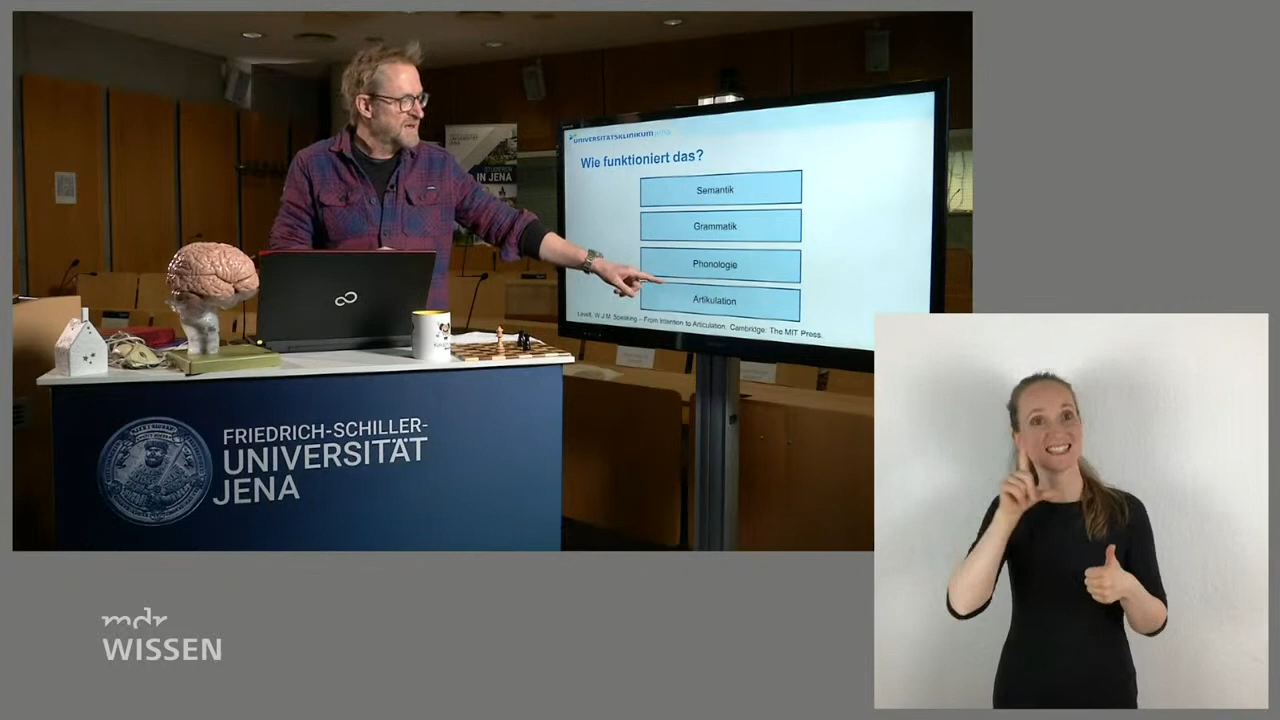 UNIVERSITÄTSKLINIKUM jena
Wie funktioniert das?
Semantik
Grammatik
Phonologie
Artikulation
Levelt, W.J.M. Speaking – From Intention to Articulation. Cambridge: The MIT Press.
IN JENA
FRIEDRICH-SCHILLER-
UNIVERSITÄT
JENA
mdr
WISSEN